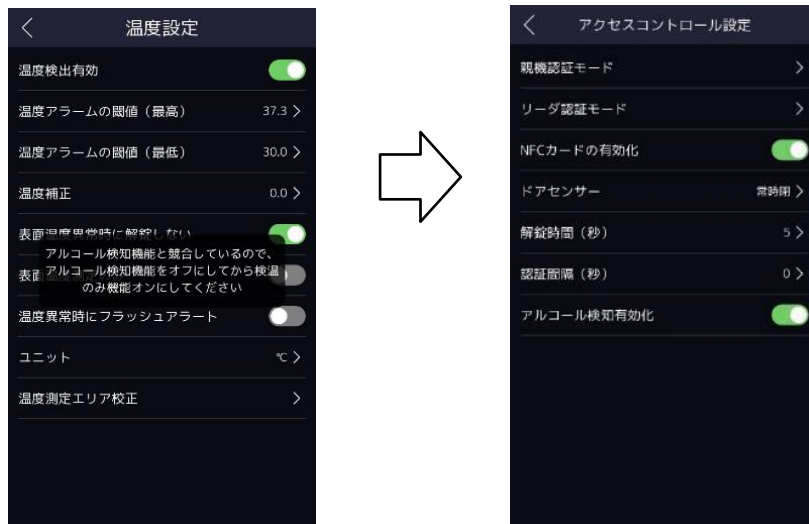 温度設定
温度検出有効
温度アラームの閾値（最高） 37.3
温度アラームの閾値（最低） 30.0
温度補正 0.0
表面温度異常時に解錠しない
アルコール検知機能と競合しているので、
アルコール検知機能をオフにしてから検温
のみ機能オンにしてください
温度異常時にフラッシュアラート
ユニット ℃
温度測定エリア校正
アクセスコントロール設定
親機認証モード
リーダ認証モード
NFCカードの有効化
ドアセンサー 常時閉
解錠時間（秒） 5
認証間隔（秒） 0
アルコール検知有効化